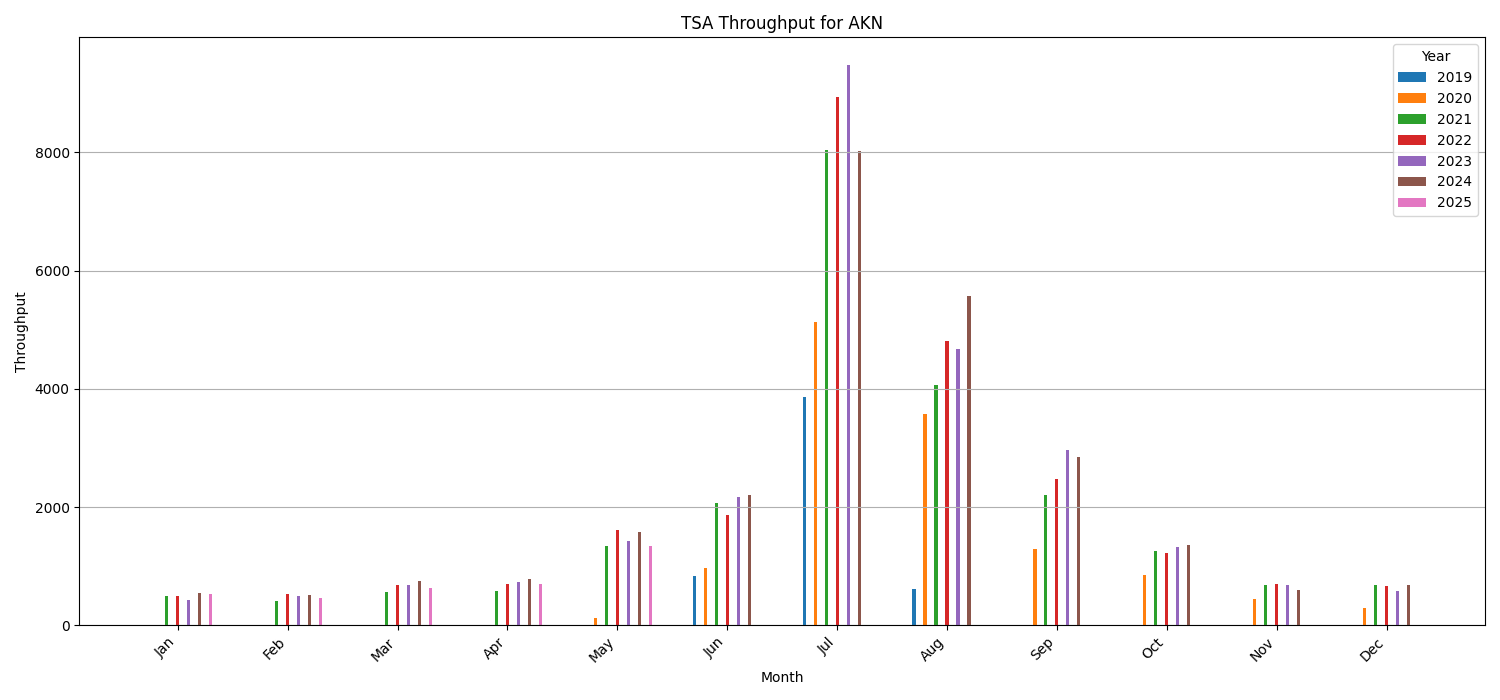 TSA Throughput for AKN
Year
2019
2020
2021
2022
2023
2024
2025
Throughput
8000
6000
4000
2000
0
Jan
Feb
Mar
Apr
May
Jun
Jul
Aug
Sep
Oct
Nov
Dec
Month